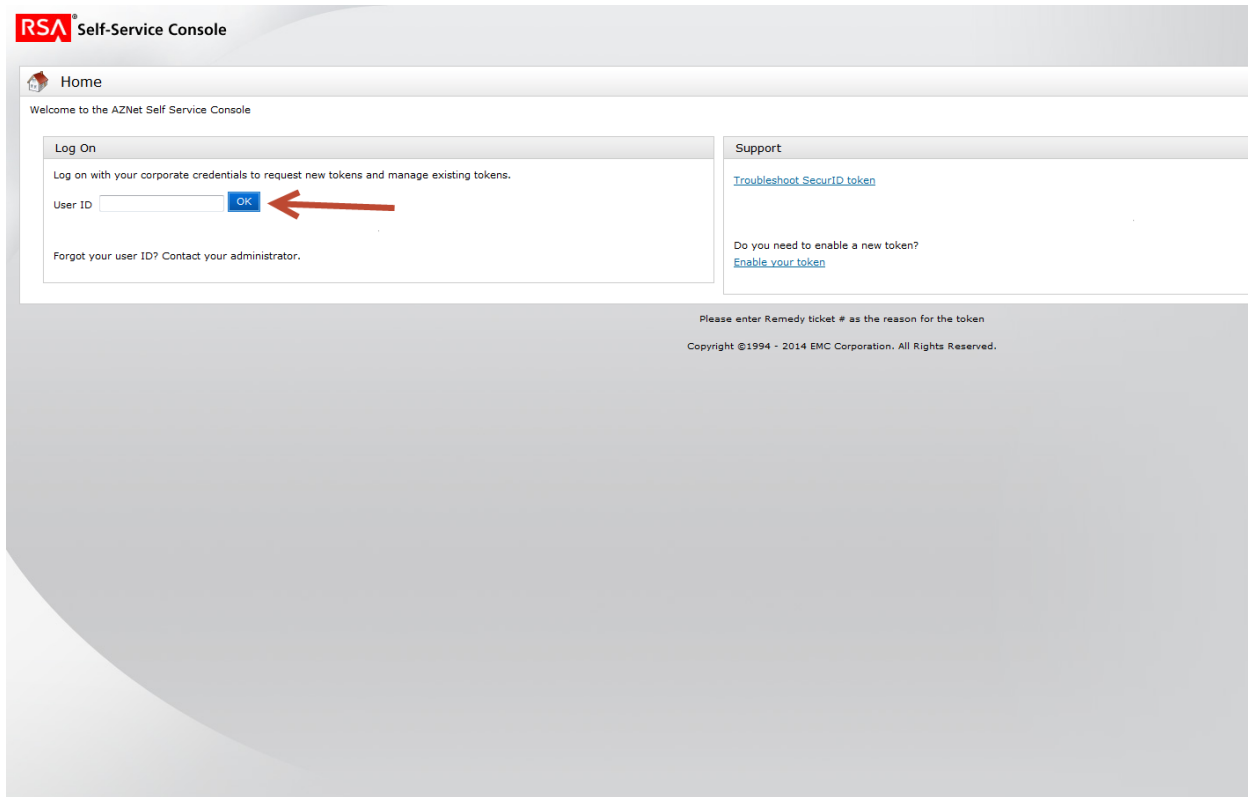 RSA® Self-Service Console
Home
Welcome to the AZNet Self Service Console
Log On
Log on with your corporate credentials to request new tokens and manage existing tokens.
User ID OK
Forgot your user ID? Contact your administrator.
Support
Troubleshoot SecurID token
Do you need to enable a new token?
Enable your token
Please enter Remedy ticket # as the reason for the token
Copyright ©1994 - 2014 EMC Corporation. All Rights Reserved.